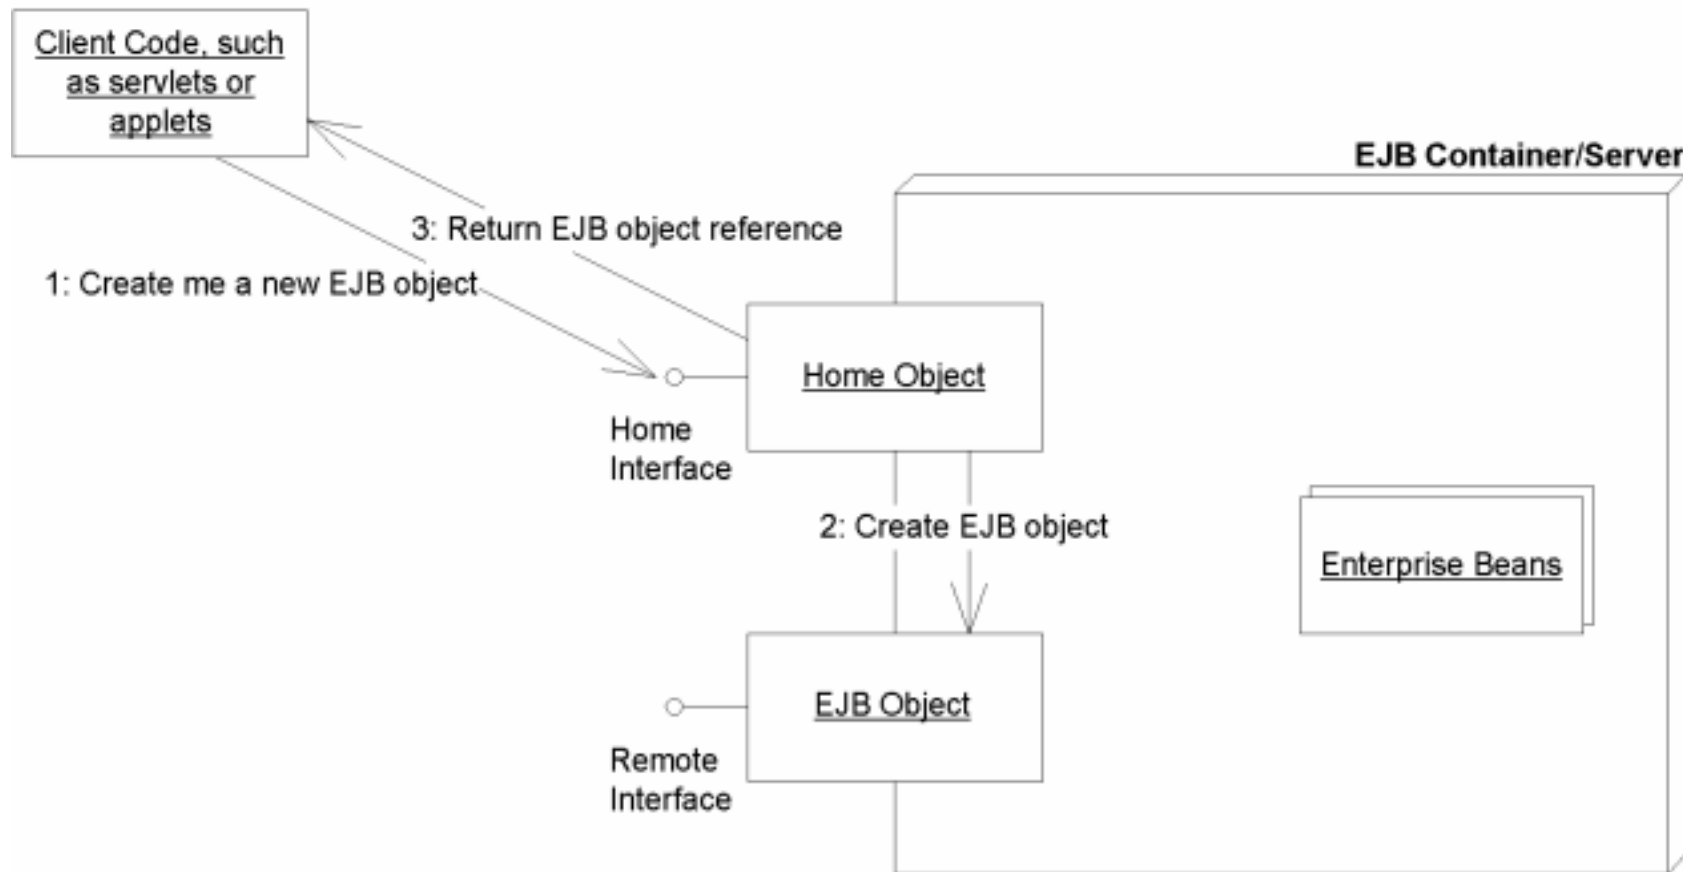 Client Code, such
as servlets or
applets
EJB Container/Server
3: Return EJB object reference
1: Create me a new EJB object
Home Object
Home
Interface
2: Create EJB object
Enterprise Beans
EJB Object
Remote
Interface